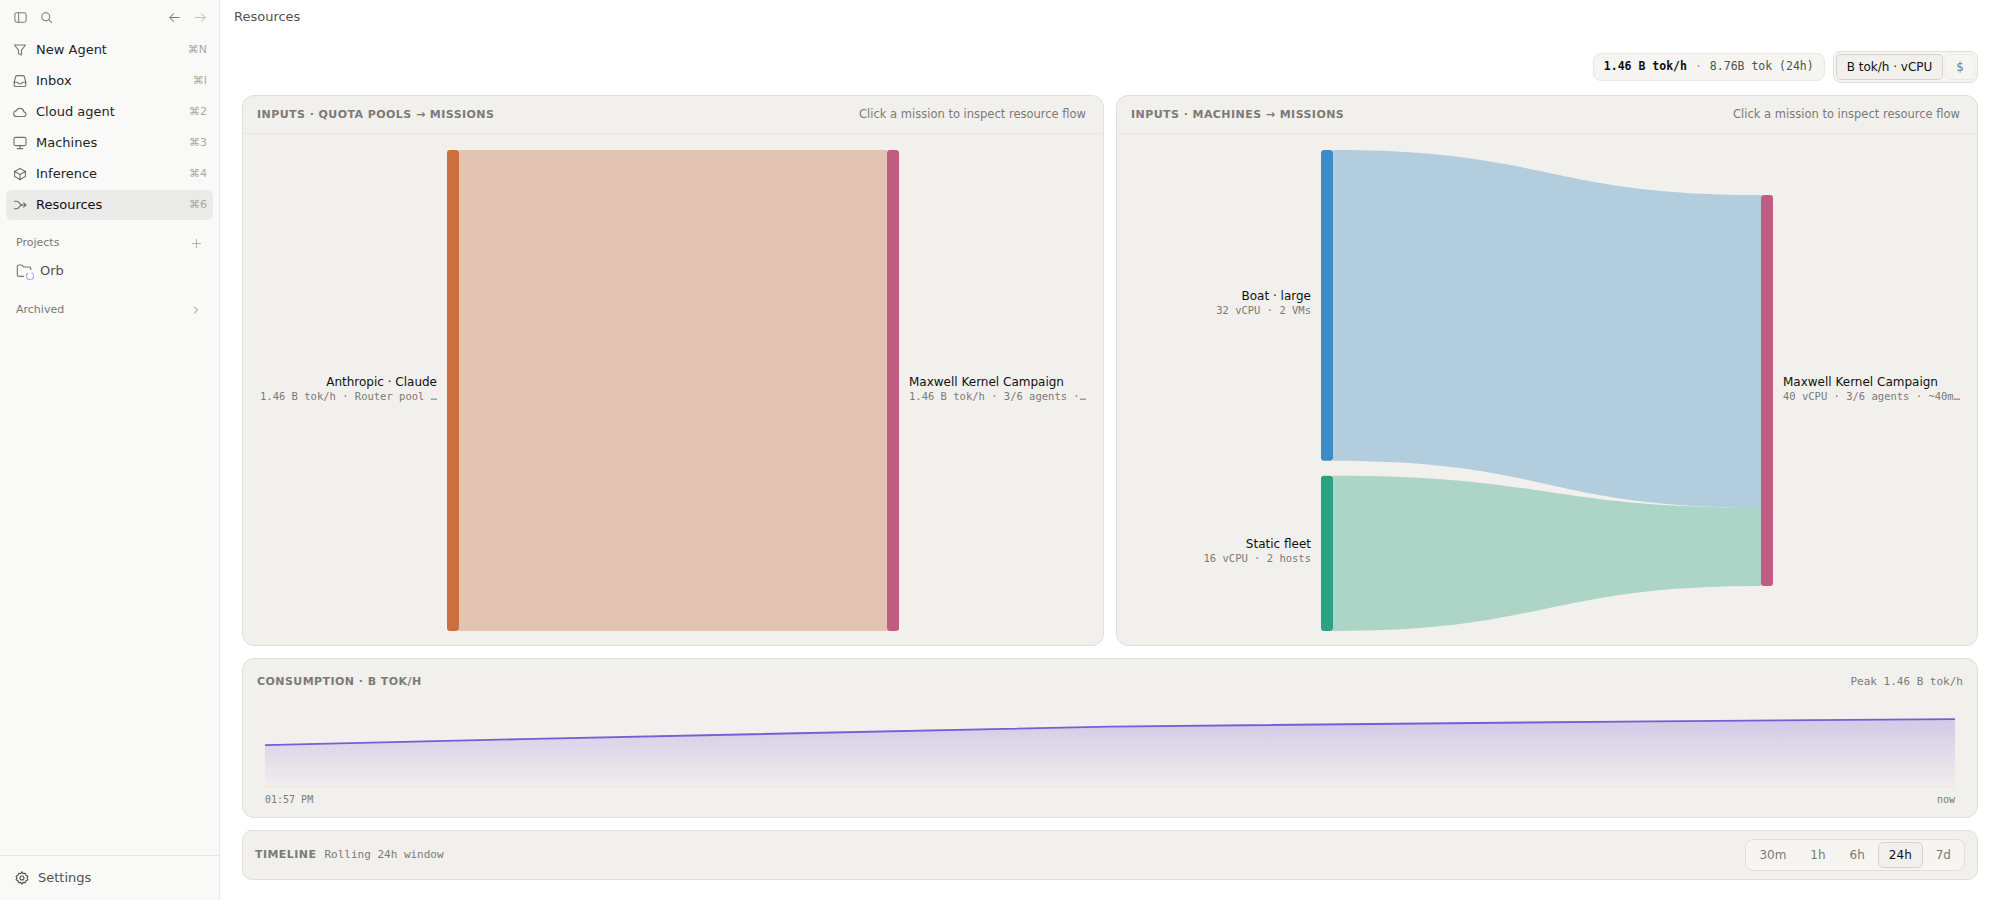 Resources
New Agent ⌘N
Inbox ⌘I
Cloud agent ⌘2
Machines ⌘3
Inference ⌘4
Resources ⌘6
Projects
Orb
Archived
Settings
1.46 B tok/h · 8.76B tok (24h)
B tok/h · vCPU
$
INPUTS · QUOTA POOLS → MISSIONS
Click a mission to inspect resource flow
Anthropic · Claude
1.46 B tok/h · Router pool …
Maxwell Kernel Campaign
1.46 B tok/h · 3/6 agents ·…
INPUTS · MACHINES → MISSIONS
Click a mission to inspect resource flow
Boat · large
32 vCPU · 2 VMs
Static fleet
16 vCPU · 2 hosts
Maxwell Kernel Campaign
40 vCPU · 3/6 agents · ~40m…
CONSUMPTION · B TOK/H
Peak 1.46 B tok/h
01:57 PM
now
TIMELINE Rolling 24h window
30m 1h 6h 24h 7d